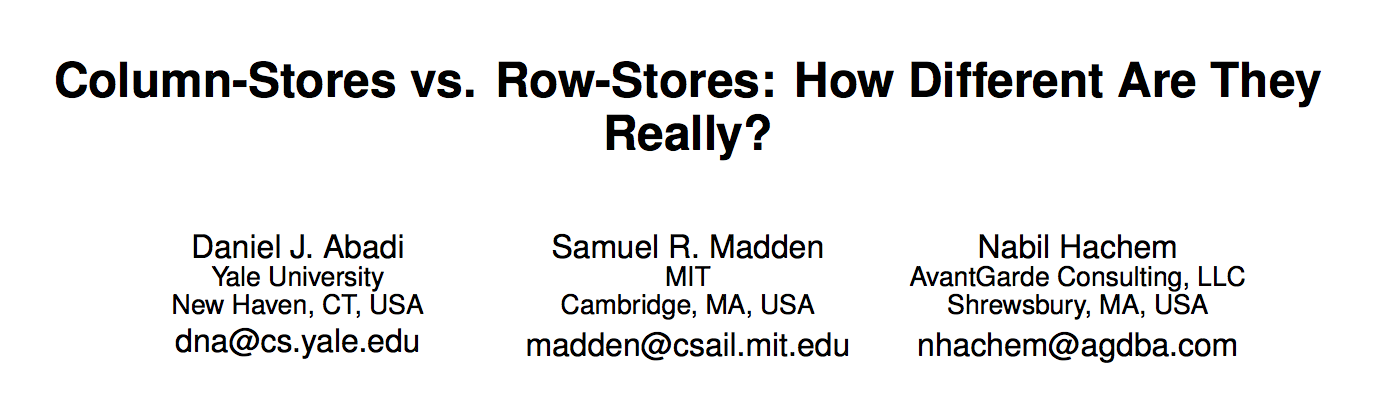 Column-Stores vs. Row-Stores: How Different Are They
Really?
Daniel J. Abadi
Yale University
New Haven, CT, USA
dna@cs.yale.edu
Samuel R. Madden
MIT
Cambridge, MA, USA
madden@csail.mit.edu
Nabil Hachem
AvantGarde Consulting, LLC
Shrewsbury, MA, USA
nhachem@agdba.com